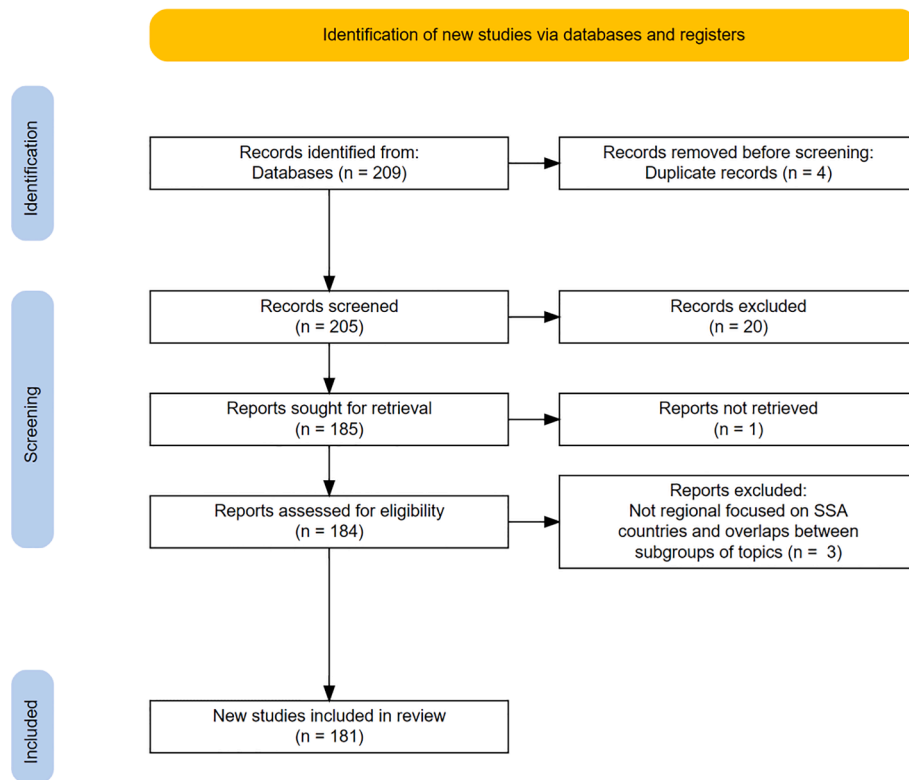 Identification of new studies via databases and registers
Identification
Records identified from:
Databases (n = 209)
Records removed before screening:
Duplicate records (n = 4)
Screening
Records screened
(n = 205)
Records excluded
(n = 20)
Reports sought for retrieval
(n = 185)
Reports not retrieved
(n = 1)
Reports assessed for eligibility
(n = 184)
Reports excluded:
Not regional focused on SSA
countries and overlaps between
subgroups of topics (n =  3)
Included
New studies included in review
(n = 181)